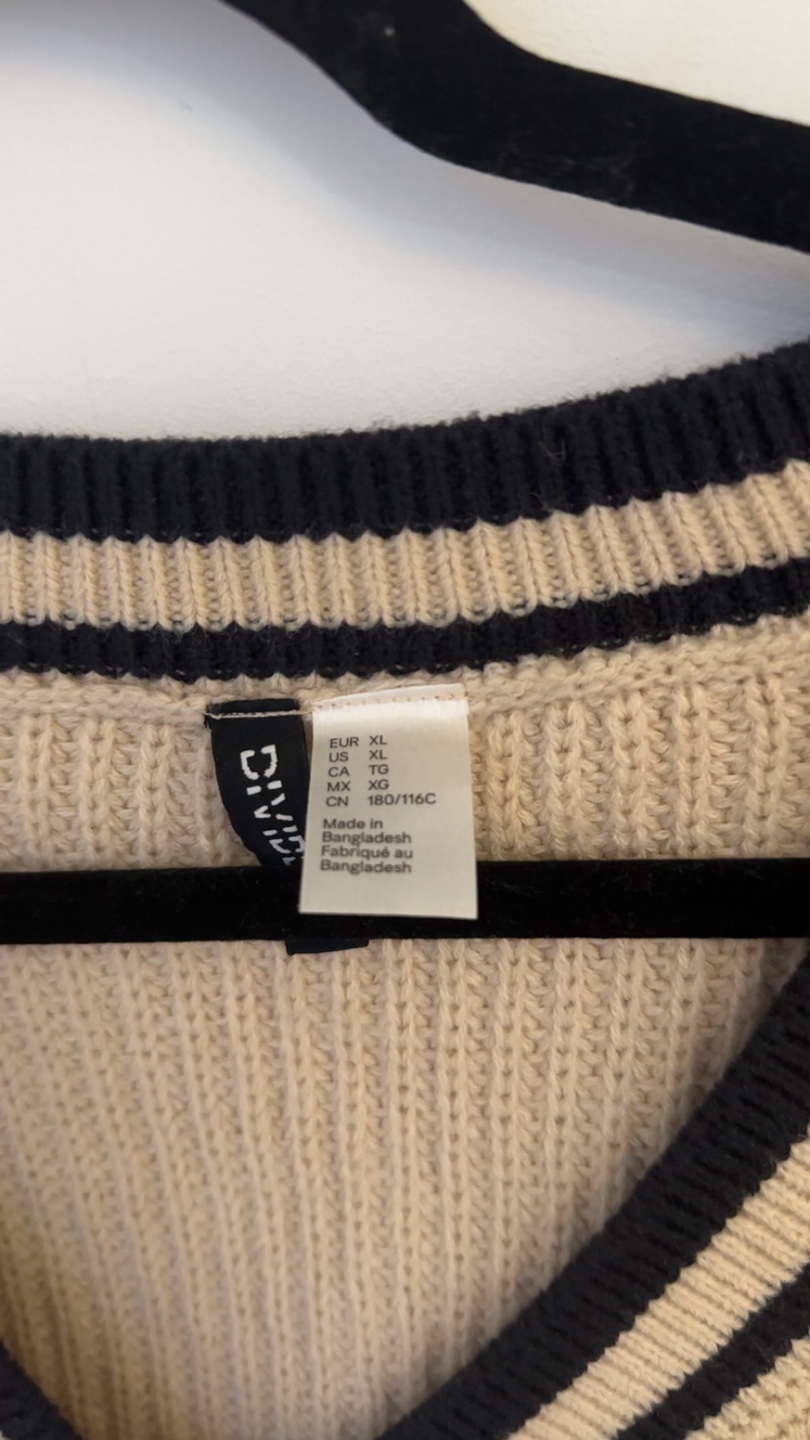 EUR XL
US XL
CA TG
MX XG
CN 180/116C
Made in
Bangladesh
Fabriqué au
Bangladesh